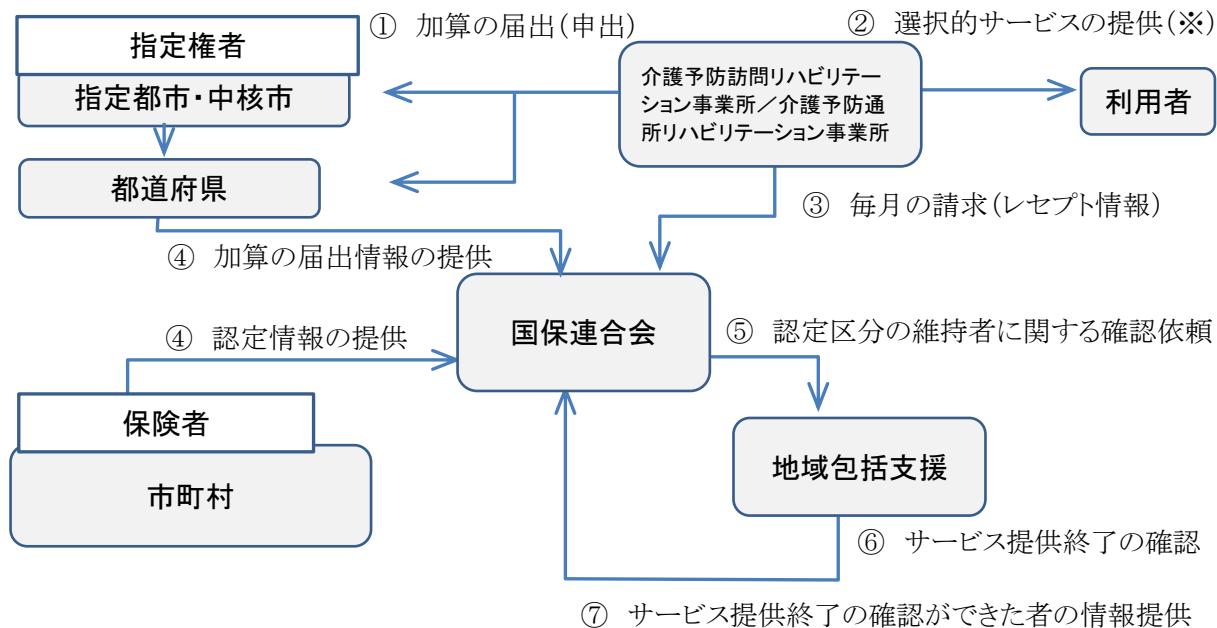 ① 加算の届出(申出)
② 選択的サービスの提供(※)
指定権者
指定都市・中核市
介護予防訪問リハビリテー
ション事業所／介護予防通
所リハビリテーション事業所
利用者
都道府県
③ 毎月の請求(レセプト情報)
④ 加算の届出情報の提供
国保連合会
④ 認定情報の提供
⑤ 認定区分の維持者に関する確認依頼
保険者
市町村
地域包括支援
⑥ サービス提供終了の確認
⑦ サービス提供終了の確認ができた者の情報提供